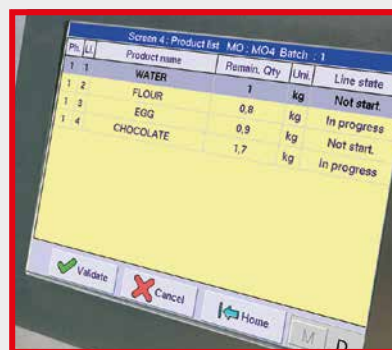 Screen 4 : Product list MO : MO4 Batch : 1
Ph. Li. Product name Remain. Qty Uni. Line state
1 1 WATER 1 kg Not start.
1 2 FLOUR 0,8 kg In progress
1 3 EGG 0,9 kg Not start.
1 4 CHOCOLATE 1,7 kg In progress
Validate Cancel Home M